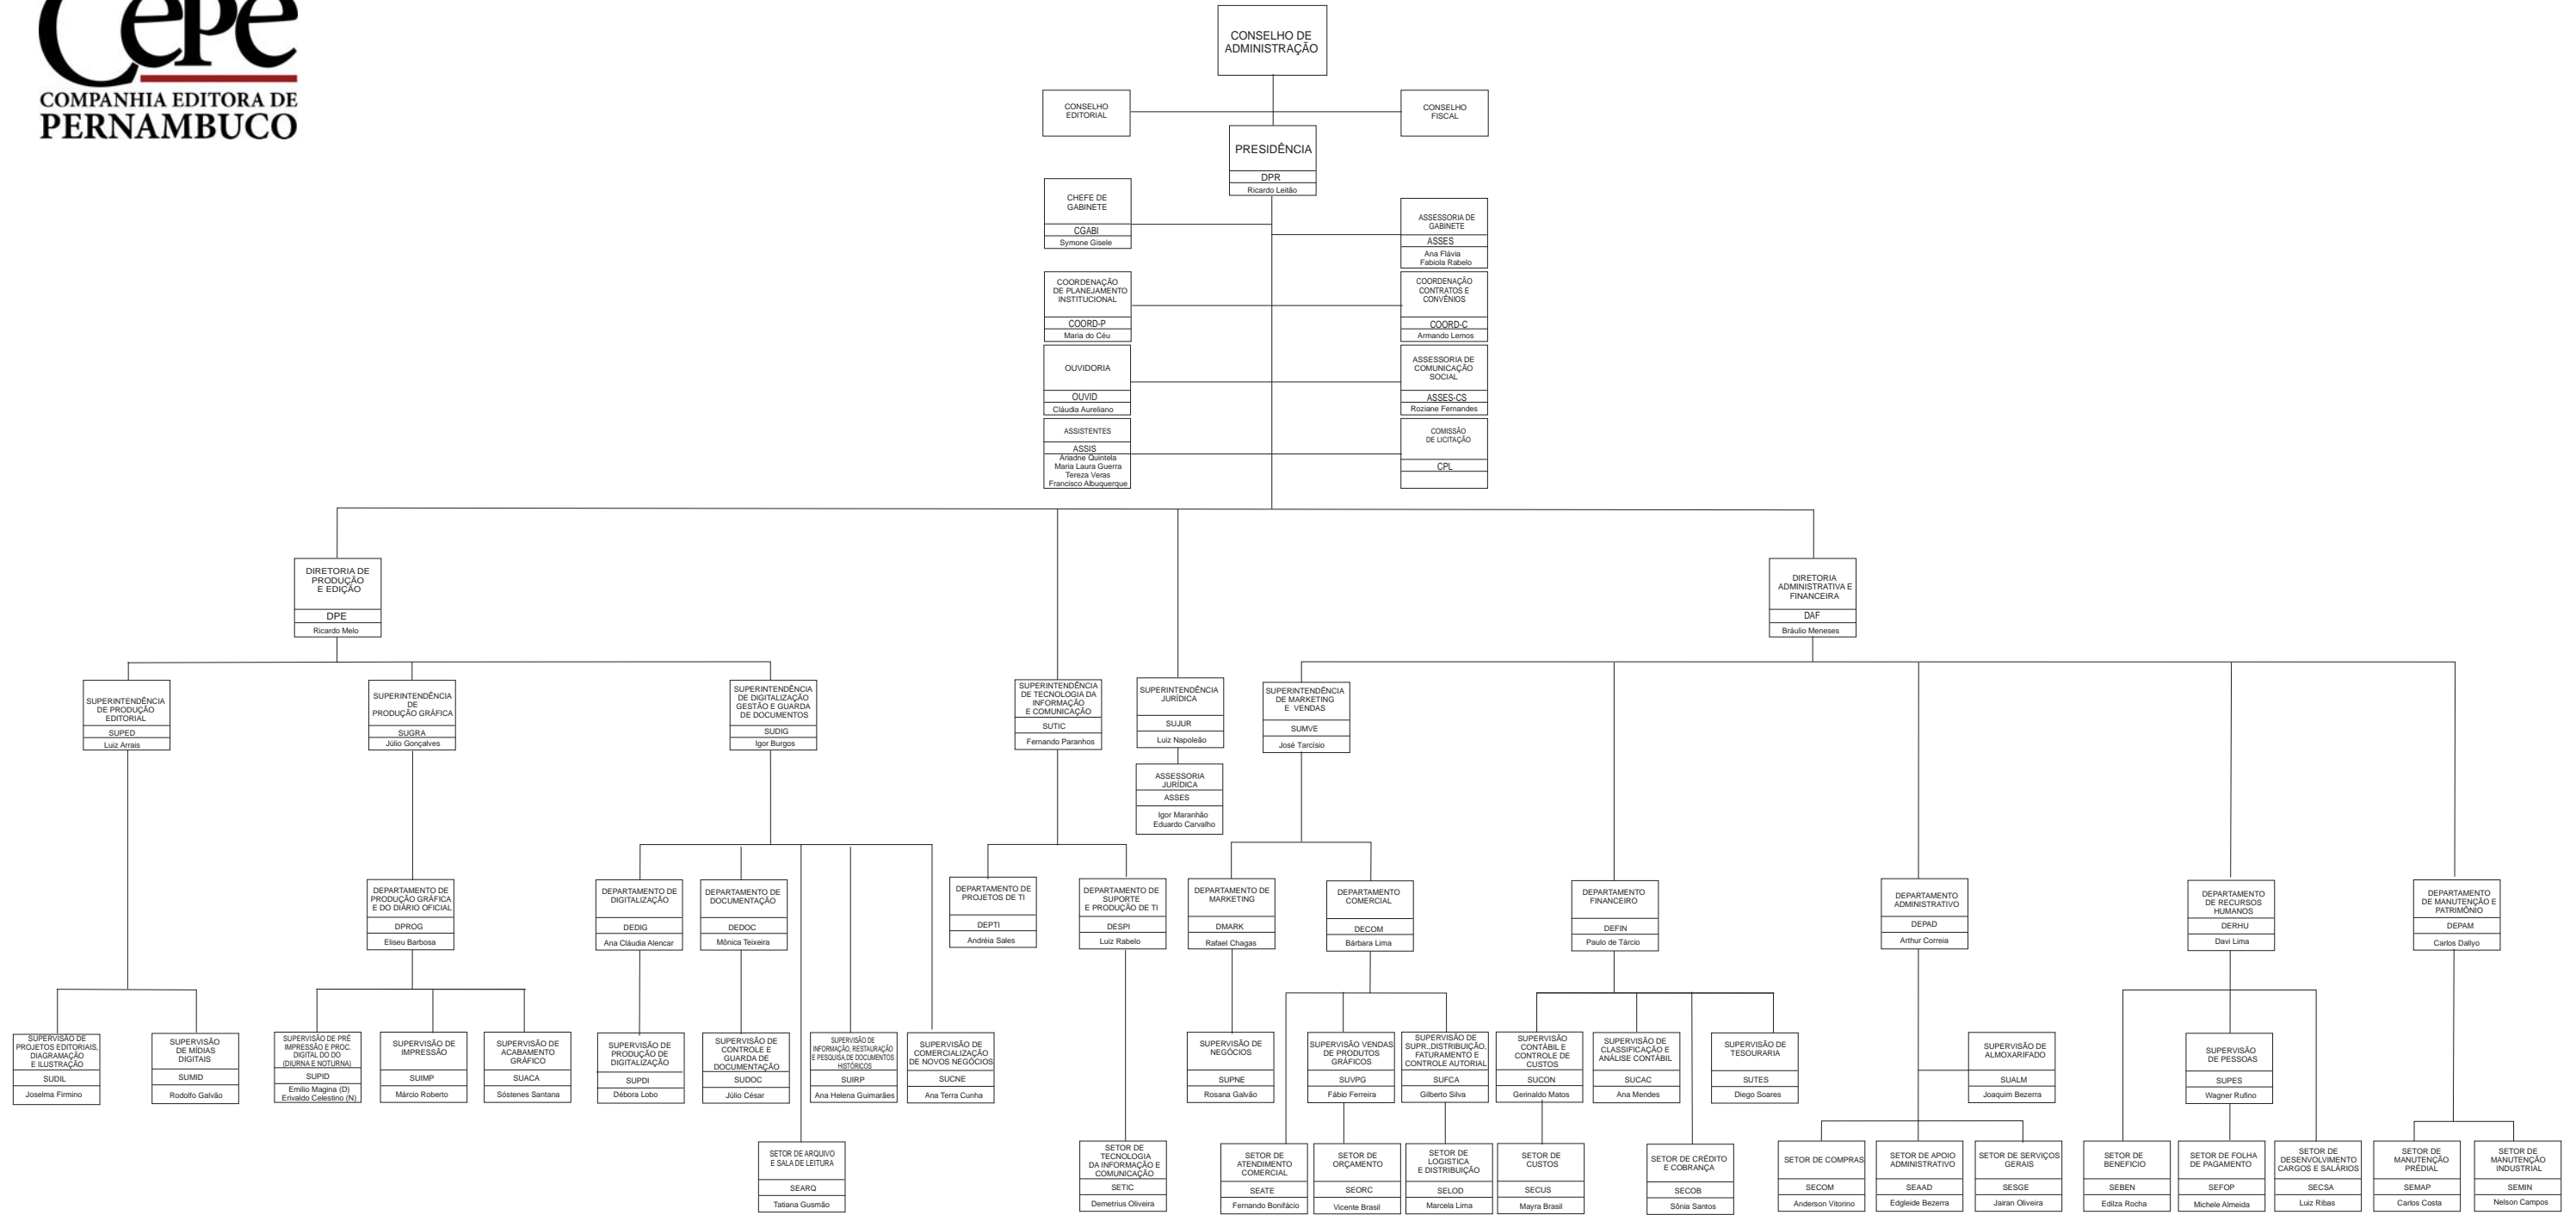 Cepe
COMPANHIA EDITORA DE
PERNAMBUCO
CONSELHO DE
ADMINISTRAÇÃO
CONSELHO
EDITORIAL
CONSELHO
FISCAL
PRESIDÊNCIA
DPR
Ricardo Leitão
CHEFE DE
GABINETE
CGABI
Symone Gisele
ASSESSORIA DE
GABINETE
ASSES
Ana Flávia
Fabiola Rabelo
COORDENAÇÃO
DE PLANEJAMENTO
INSTITUCIONAL
COORD-P
Maria do Céu
COORDENAÇÃO
CONTRATOS E
CONVÊNIOS
COORD-C
Armando Lemos
OUVIDORIA
OUVID
Cláudia Aureliano
ASSESSORIA DE
COMUNICAÇÃO
SOCIAL
ASSES-CS
Roziane Fernandes
ASSISTENTES
ASSIS
Ariadne Quintela
Maria Laura Guerra
Tereza Veras
Francisco Albuquerque
COMISSÃO
DE LICITAÇÃO
CPL
DIRETORIA DE
PRODUÇÃO
E EDIÇÃO
DPE
Ricardo Melo
DIRETORIA
ADMINISTRATIVA E
FINANCEIRA
DAF
Bráulio Meneses
SUPERINTENDÊNCIA
DE PRODUÇÃO
EDITORIAL
SUPED
Luiz Arrais
SUPERINTENDÊNCIA
DE
PRODUÇÃO GRÁFICA
SUGRA
Júlio Gonçalves
SUPERINTENDÊNCIA
DE DIGITALIZAÇÃO
GESTÃO E GUARDA
DE DOCUMENTOS
SUDIG
Igor Burgos
SUPERINTENDÊNCIA
DE TECNOLOGIA DA
INFORMAÇÃO
E COMUNICAÇÃO
SUTIC
Fernando Paranhos
SUPERINTENDÊNCIA
JURÍDICA
SUJUR
Luiz Napoleão
SUPERINTENDÊNCIA
DE MARKETING
E VENDAS
SUMVE
José Tarcísio
ASSESSORIA
JURÍDICA
ASSES
Igor Maranhão
Eduardo Carvalho
DEPARTAMENTO DE
PRODUÇÃO GRÁFICA
E DO DIÁRIO OFICIAL
DPROG
Eliseu Barbosa
DEPARTAMENTO DE
DIGITALIZAÇÃO
DEDIG
Ana Cláudia Alencar
DEPARTAMENTO DE
DOCUMENTAÇÃO
DEDOC
Mônica Teixeira
DEPARTAMENTO DE
PROJETOS DE TI
DEPTI
Andréia Sales
DEPARTAMENTO DE
SUPORTE
E PRODUÇÃO DE TI
DESPI
Luiz Rabelo
DEPARTAMENTO DE
MARKETING
DMARK
Rafael Chagas
DEPARTAMENTO
COMERCIAL
DECOM
Bárbara Lima
DEPARTAMENTO
FINANCEIRO
DEFIN
Paulo de Tárcio
DEPARTAMENTO
ADMINISTRATIVO
DEPAD
Arthur Correia
DEPARTAMENTO
DE RECURSOS
HUMANOS
DERHU
Davi Lima
DEPARTAMENTO
DE MANUTENÇÃO E
PATRIMÔNIO
DEPAM
Carlos Dallyo
SUPERVISÃO DE
PROJETOS EDITORIAIS,
DIAGRAMAÇÃO
E ILUSTRAÇÃO
SUDIL
Joselma Firmino
SUPERVISÃO
DE MÍDIAS
DIGITAIS
SUMID
Rodolfo Galvão
SUPERVISÃO DE PRÉ
IMPRESSÃO E PROC.
DIGITAL DO DO
(DIURNA E NOTURNA)
SUPID
Emilio Magina (D)
Erivaldo Celestino (N)
SUPERVISÃO DE
IMPRESSÃO
SUIMP
Márcio Roberto
SUPERVISÃO DE
ACABAMENTO
GRÁFICO
SUACA
Sóstenes Santana
SUPERVISÃO DE
PRODUÇÃO DE
DIGITALIZAÇÃO
SUPDI
Débora Lobo
SUPERVISÃO DE
CONTROLE E
GUARDA DE
DOCUMENTAÇÃO
SUDOC
Júlio César
SUPERVISÃO DE
INFORMAÇÃO, RESTAURAÇÃO
E PESQUISA DE DOCUMENTOS
HISTÓRICOS
SUIRP
Ana Helena Guimarães
SUPERVISÃO DE
COMERCIALIZAÇÃO
DE NOVOS NEGÓCIOS
SUCNE
Ana Terra Cunha
SUPERVISÃO DE
NEGÓCIOS
SUPNE
Rosana Galvão
SUPERVISÃO VENDAS
DE PRODUTOS
GRÁFICOS
SUVPG
Fábio Ferreira
SUPERVISÃO DE
SUPR.,DISTRIBUIÇÃO,
FATURAMENTO E
CONTROLE AUTORIAL
SUFCA
Gilberto Silva
SUPERVISÃO
CONTÁBIL E
CONTROLE DE
CUSTOS
SUCON
Gerinaldo Matos
SUPERVISÃO DE
CLASSIFICAÇÃO E
ANÁLISE CONTÁBIL
SUCAC
Ana Mendes
SUPERVISÃO DE
TESOURARIA
SUTES
Diego Soares
SUPERVISÃO DE
ALMOXARIFADO
SUALM
Joaquim Bezerra
SUPERVISÃO
DE PESSOAS
SUPES
Wagner Rufino
SETOR DE ARQUIVO
E SALA DE LEITURA
SEARQ
Tatiana Gusmão
SETOR DE
TECNOLOGIA
DA INFORMAÇÃO E
COMUNICAÇÃO
SETIC
Demetrius Oliveira
SETOR DE
ATENDIMENTO
COMERCIAL
SEATE
Fernando Bonifácio
SETOR DE
ORÇAMENTO
SEORC
Vicente Brasil
SETOR DE
LOGISTICA
E DISTRIBUIÇÃO
SELOD
Marcela Lima
SETOR DE
CUSTOS
SECUS
Mayra Brasil
SETOR DE CRÉDITO
E COBRANÇA
SECOB
Sônia Santos
SETOR DE COMPRAS
SECOM
Anderson Vitorino
SETOR DE APOIO
ADMINISTRATIVO
SEAAD
Edgleide Bezerra
SETOR DE SERVIÇOS
GERAIS
SESGE
Jairan Oliveira
SETOR DE
BENEFICIO
SEBEN
Edilza Rocha
SETOR DE FOLHA
DE PAGAMENTO
SEFOP
Michele Almeida
SETOR DE
DESENVOLVIMENTO
CARGOS E SALÁRIOS
SECSA
Luiz Ribas
SETOR DE
MANUTENÇÃO
PRÉDIAL
SEMAP
Carlos Costa
SETOR DE
MANUTENÇÃO
INDUSTRIAL
SEMIN
Nelson Campos